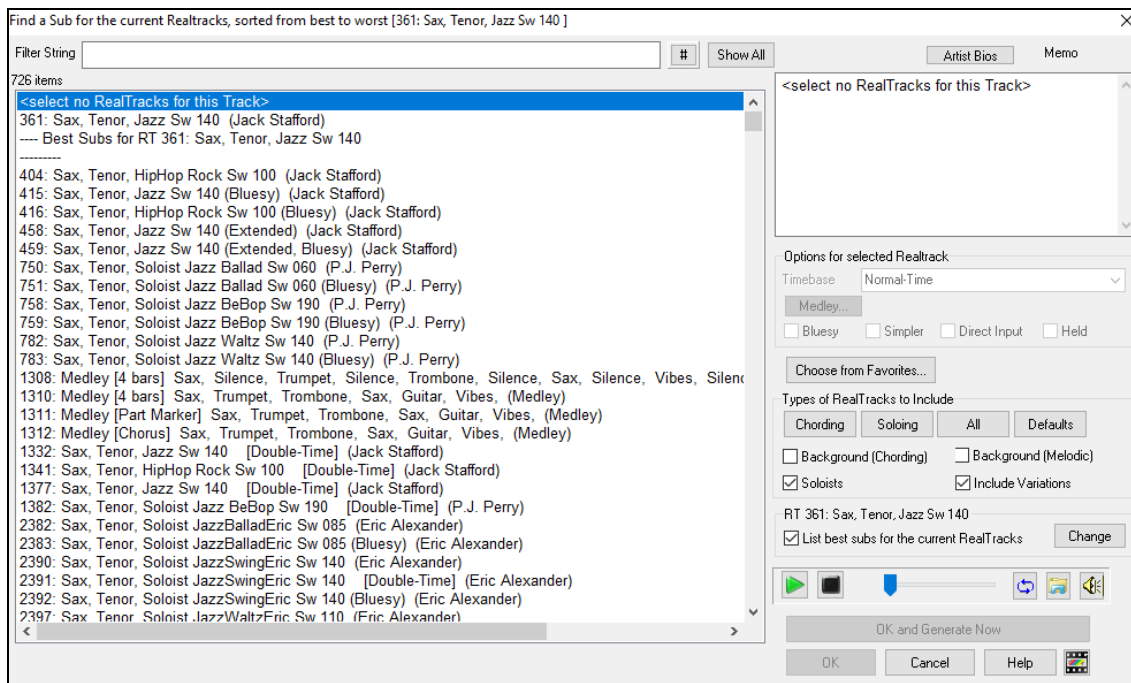 Find a Sub for the current Realtracks, sorted from best to worst [361: Sax, Tenor, Jazz Sw 140 ]
Filter String
#
Show All
Artist Bios
Memo
726 items
<select no RealTracks for this Track>
361: Sax, Tenor, Jazz Sw 140 (Jack Stafford)
---- Best Subs for RT 361: Sax, Tenor, Jazz Sw 140
---------
404: Sax, Tenor, HipHop Rock Sw 100 (Jack Stafford)
415: Sax, Tenor, Jazz Sw 140 (Bluesy) (Jack Stafford)
416: Sax, Tenor, HipHop Rock Sw 100 (Bluesy) (Jack Stafford)
458: Sax, Tenor, Jazz Sw 140 (Extended) (Jack Stafford)
459: Sax, Tenor, Jazz Sw 140 (Extended, Bluesy) (Jack Stafford)
750: Sax, Tenor, Soloist Jazz Ballad Sw 060 (P.J. Perry)
751: Sax, Tenor, Soloist Jazz Ballad Sw 060 (Bluesy) (P.J. Perry)
758: Sax, Tenor, Soloist Jazz BeBop Sw 190 (P.J. Perry)
759: Sax, Tenor, Soloist Jazz BeBop Sw 190 (Bluesy) (P.J. Perry)
782: Sax, Tenor, Soloist Jazz Waltz Sw 140 (P.J. Perry)
783: Sax, Tenor, Soloist Jazz Waltz Sw 140 (Bluesy) (P.J. Perry)
1308: Medley [4 bars] Sax, Silence, Trumpet, Silence, Trombone, Silence, Sax, Silence, Vibes, Silenc
1310: Medley [4 bars] Sax, Trumpet, Trombone, Sax, Guitar, Vibes, (Medley)
1311: Medley [Part Marker] Sax, Trumpet, Trombone, Sax, Guitar, Vibes, (Medley)
1312: Medley [Chorus] Sax, Trumpet, Trombone, Sax, Guitar, Vibes, (Medley)
1332: Sax, Tenor, Jazz Sw 140 [Double-Time] (Jack Stafford)
1341: Sax, Tenor, HipHop Rock Sw 100 [Double-Time] (Jack Stafford)
1377: Sax, Tenor, Jazz Sw 140 [Double-Time] (Jack Stafford)
1382: Sax, Tenor, Soloist Jazz BeBop Sw 190 [Double-Time] (P.J. Perry)
2382: Sax, Tenor, Soloist JazzBalladEric Sw 085 (Eric Alexander)
2383: Sax, Tenor, Soloist JazzBalladEric Sw 085 (Bluesy) (Eric Alexander)
2390: Sax, Tenor, Soloist JazzSwingEric Sw 140 (Eric Alexander)
2391: Sax, Tenor, Soloist JazzSwingEric Sw 140 [Double-Time] (Eric Alexander)
2392: Sax, Tenor, Soloist JazzSwingEric Sw 140 (Bluesy) (Eric Alexander)
2397: Sax, Tenor, Soloist JazzWaltzEric Sw 110 (Eric Alexander)
<select no RealTracks for this Track>
Options for selected Realtrack
Timebase
Normal-Time
Medley...
Bluesy
Simpler
Direct Input
Held
Choose from Favorites...
Types of RealTracks to Include
Chording
Soloing
All
Defaults
Background (Chording)
Background (Melodic)
Soloists
Include Variations
RT 361: Sax, Tenor, Jazz Sw 140
List best subs for the current RealTracks
Change
OK and Generate Now
OK
Cancel
Help